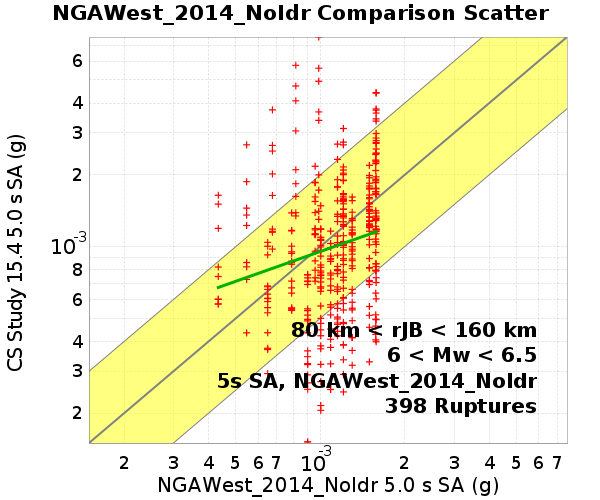 NGAWest_2014_NoIdr Comparison Scatter
CS Study 15.4 5.0 s SA (g)
6
4
3
2
10⁻³
8
6
4
3
2
80 km < rJB < 160 km
6 < Mw < 6.5
5s SA, NGAWest_2014_NoIdr
398 Ruptures
2 3 4 5 6 7 10⁻³ 2 3 4 5 6 7
NGAWest_2014_NoIdr 5.0 s SA (g)